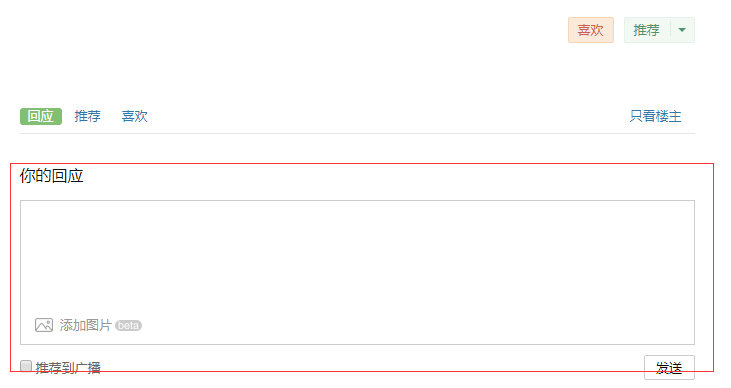 喜欢 推荐
回应 推荐 喜欢 只看楼主
你的回应
添加图片 beta
推荐到广播 发送